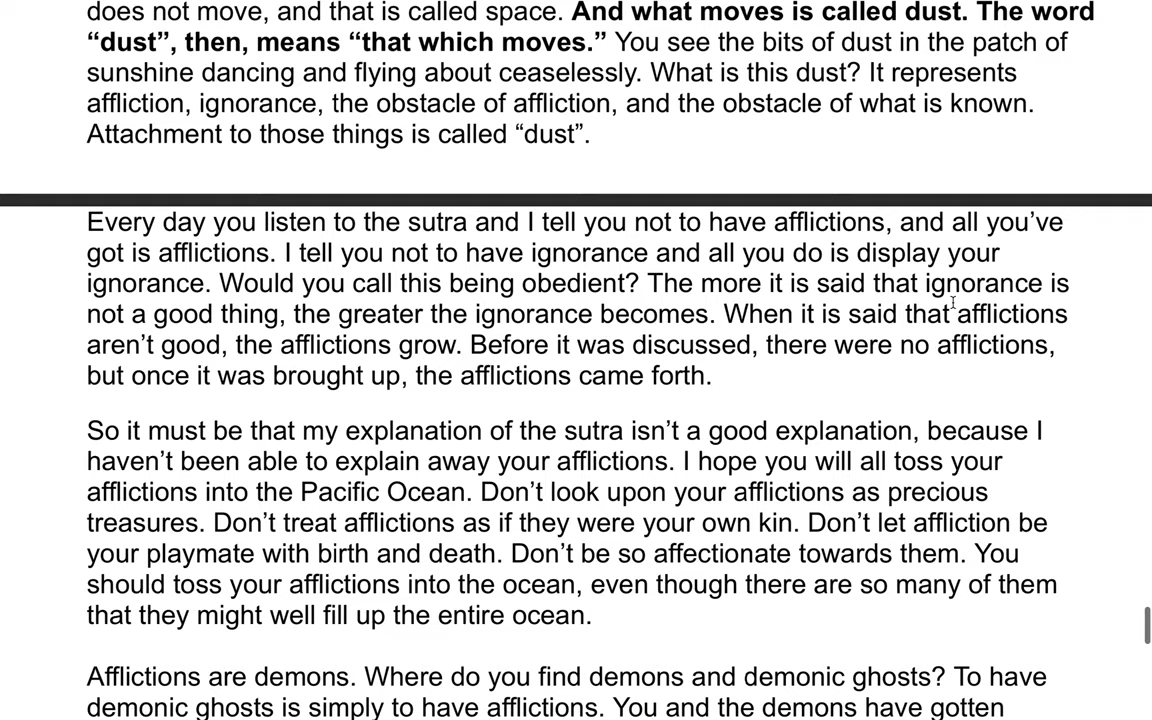 does not move, and that is called space. And what moves is called dust. The word
“dust”, then, means “that which moves.” You see the bits of dust in the patch of
sunshine dancing and flying about ceaselessly. What is this dust? It represents
affliction, ignorance, the obstacle of affliction, and the obstacle of what is known.
Attachment to those things is called “dust”.
Every day you listen to the sutra and I tell you not to have afflictions, and all you’ve
got is afflictions. I tell you not to have ignorance and all you do is display your
ignorance. Would you call this being obedient? The more it is said that ignorance is
not a good thing, the greater the ignorance becomes. When it is said that afflictions
aren’t good, the afflictions grow. Before it was discussed, there were no afflictions,
but once it was brought up, the afflictions came forth.
So it must be that my explanation of the sutra isn’t a good explanation, because I
haven’t been able to explain away your afflictions. I hope you will all toss your
afflictions into the Pacific Ocean. Don’t look upon your afflictions as precious
treasures. Don’t treat afflictions as if they were your own kin. Don’t let affliction be
your playmate with birth and death. Don’t be so affectionate towards them. You
should toss your afflictions into the ocean, even though there are so many of them
that they might well fill up the entire ocean.
Afflictions are demons. Where do you find demons and demonic ghosts? To have
demonic ghosts is simply to have afflictions. You and the demons have gotten